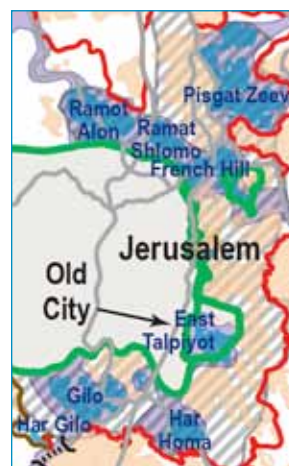 Pisgat Zeev
Ramot
Alon
Ramat
Shlomo
French Hill
Jerusalem
Old
City
East
Talpiyot
Gilo
Har Gilo
Har
Homa